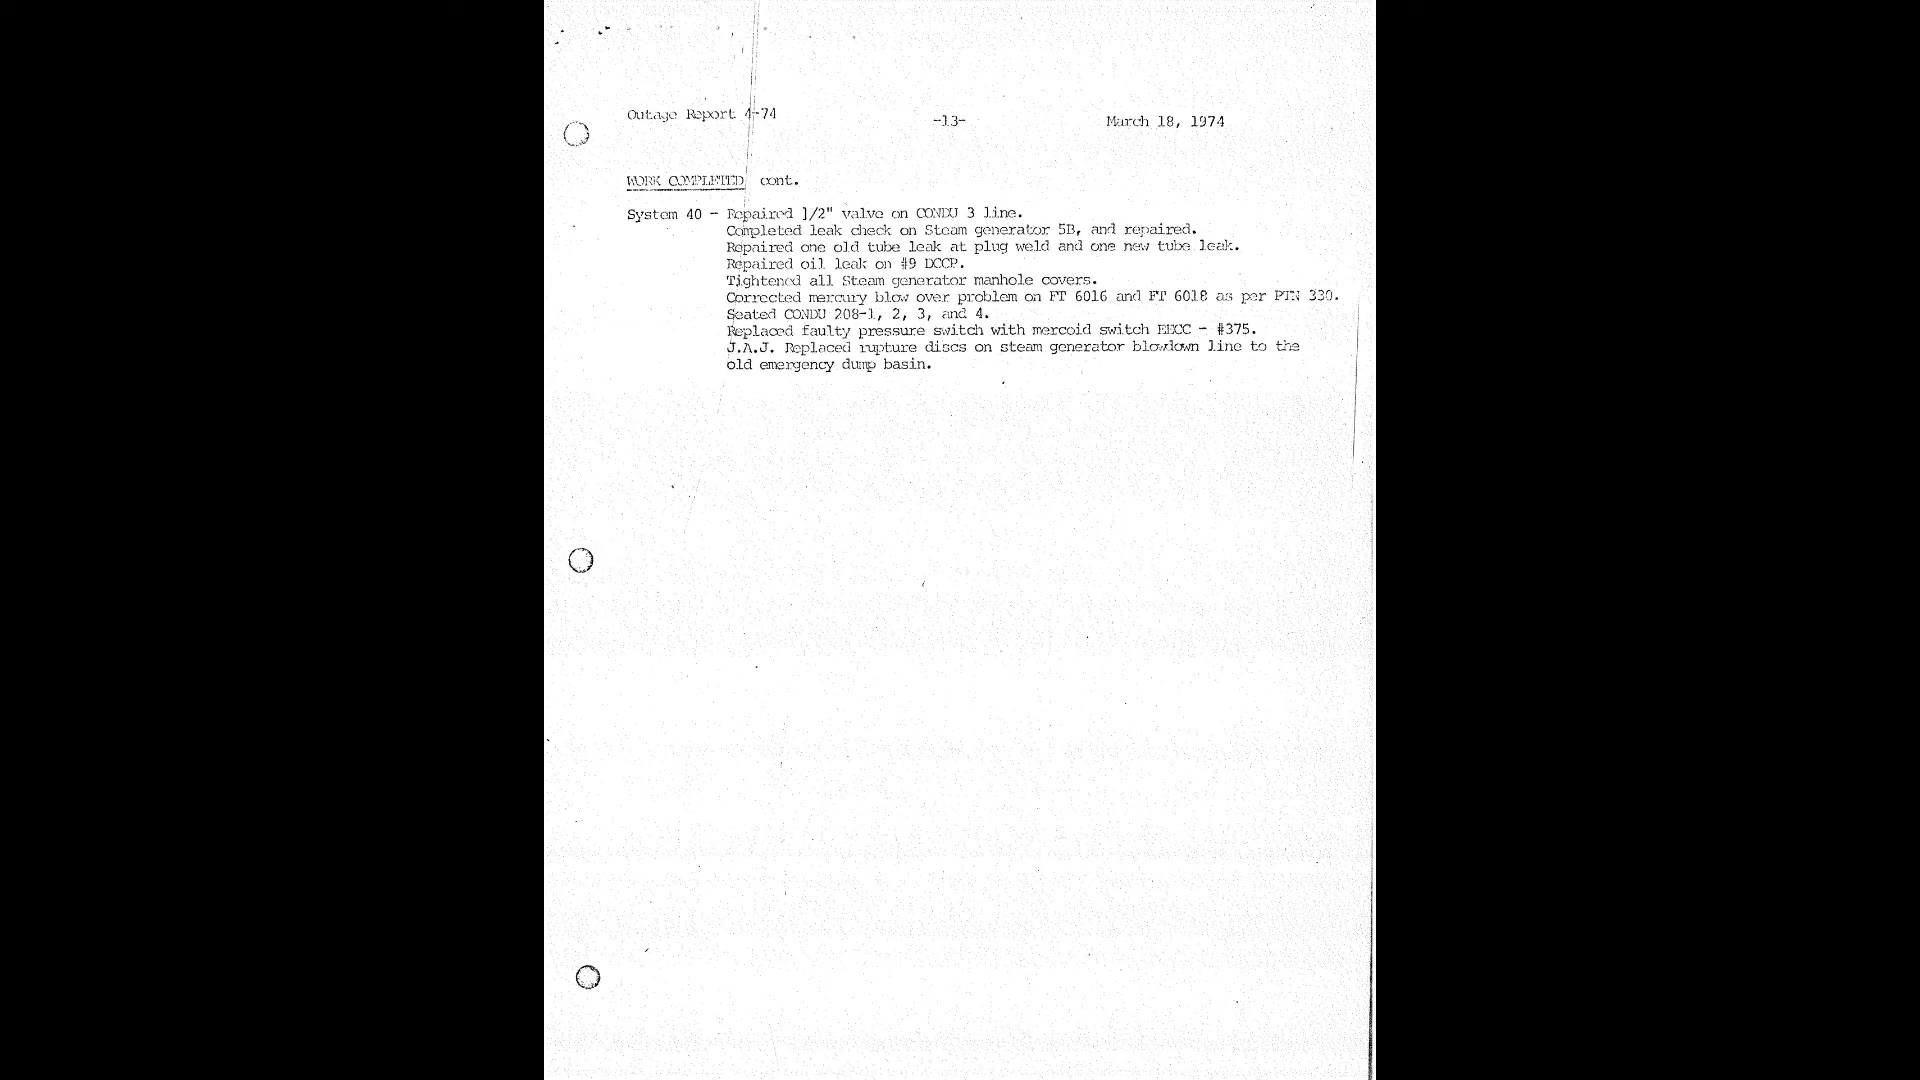 Outage Report 4-74
-13-
March 18, 1974
WORK COMPLETED cont.
System 40 - Repaired 1/2" valve on CONDU 3 line.
Completed leak check on Steam generator 5B, and repaired.
Repaired one old tube leak at plug weld and one new tube leak.
Repaired oil leak on #9 DCCP.
Tightened all Steam generator manhole covers.
Corrected mercury blow over problem on FT 6016 and FT 6018 as per PTN 330.
Seated CONDU 208-1, 2, 3, and 4.
Replaced faulty pressure switch with mercoid switch - #375.
J.A.J. Replaced rupture discs on steam generator blowdown line to the
old emergency dump basin.